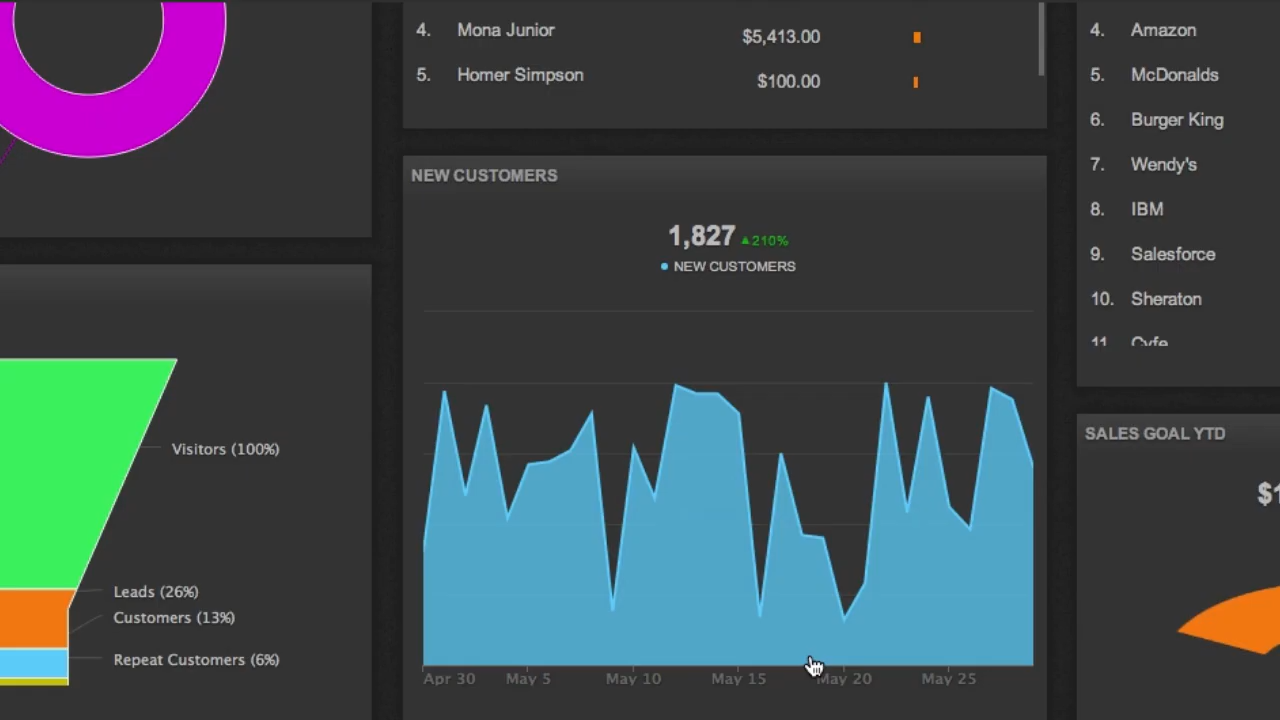 4. Mona Junior $5,413.00
5. Homer Simpson $100.00
NEW CUSTOMERS
1,827 ▲210%
NEW CUSTOMERS
Apr 30 May 5 May 10 May 15 May 20 May 25
Visitors (100%)
Leads (26%)
Customers (13%)
Repeat Customers (6%)
4. Amazon
5. McDonalds
6. Burger King
7. Wendy's
8. IBM
9. Salesforce
10. Sheraton
11 Cyfe
SALES GOAL YTD
$1